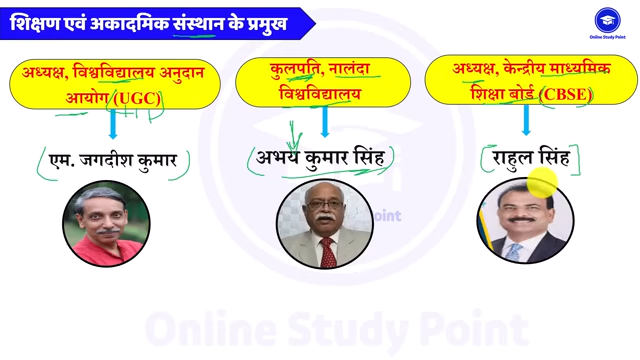 शिक्षण एवं अकादमिक संस्थान के प्रमुख
Online Study Point
अध्यक्ष, विश्वविद्यालय अनुदान
आयोग (UGC)
कुलपति, नालंदा
विश्वविद्यालय
अध्यक्ष, केन्द्रीय माध्यमिक
शिक्षा बोर्ड (CBSE)
एम. जगदीश कुमार
अभय कुमार सिंह
राहुल सिंह
Online Study Point